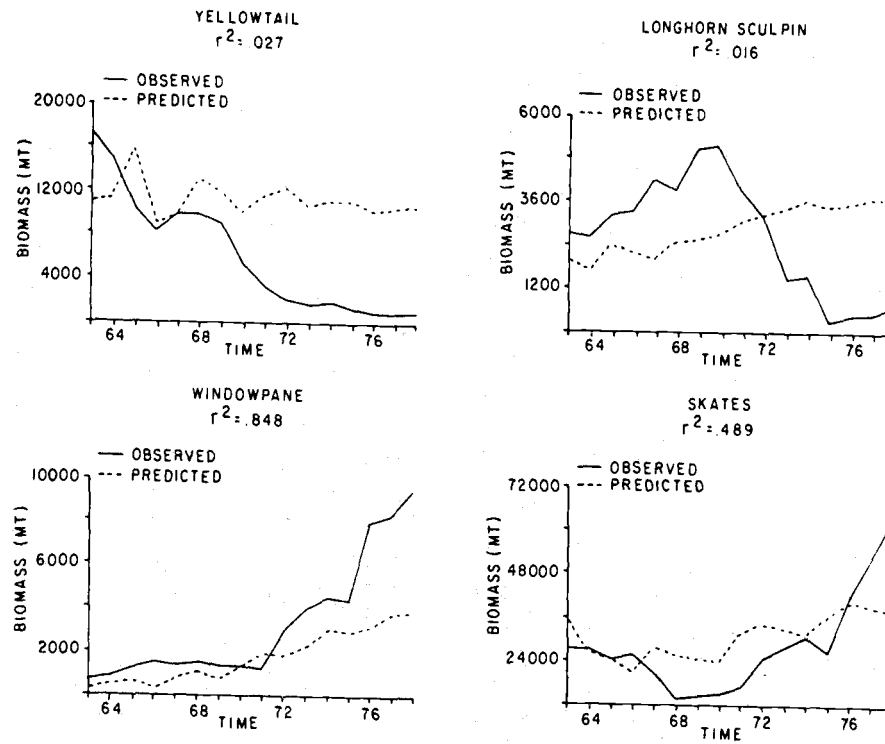 YELLOWTAIL
r²=.027
OBSERVED
PREDICTED
20000
12000
4000
BIOMASS (MT)
64
68
72
76
TIME
LONGHORN SCULPIN
r²=.016
OBSERVED
PREDICTED
6000
3600
1200
BIOMASS (MT)
64
68
72
76
TIME
WINDOWPANE
r²=.848
OBSERVED
PREDICTED
10000
6000
2000
BIOMASS (MT)
64
68
72
76
TIME
SKATES
r²=.489
OBSERVED
PREDICTED
72000
48000
24000
BIOMASS (MT)
64
68
72
76
TIME